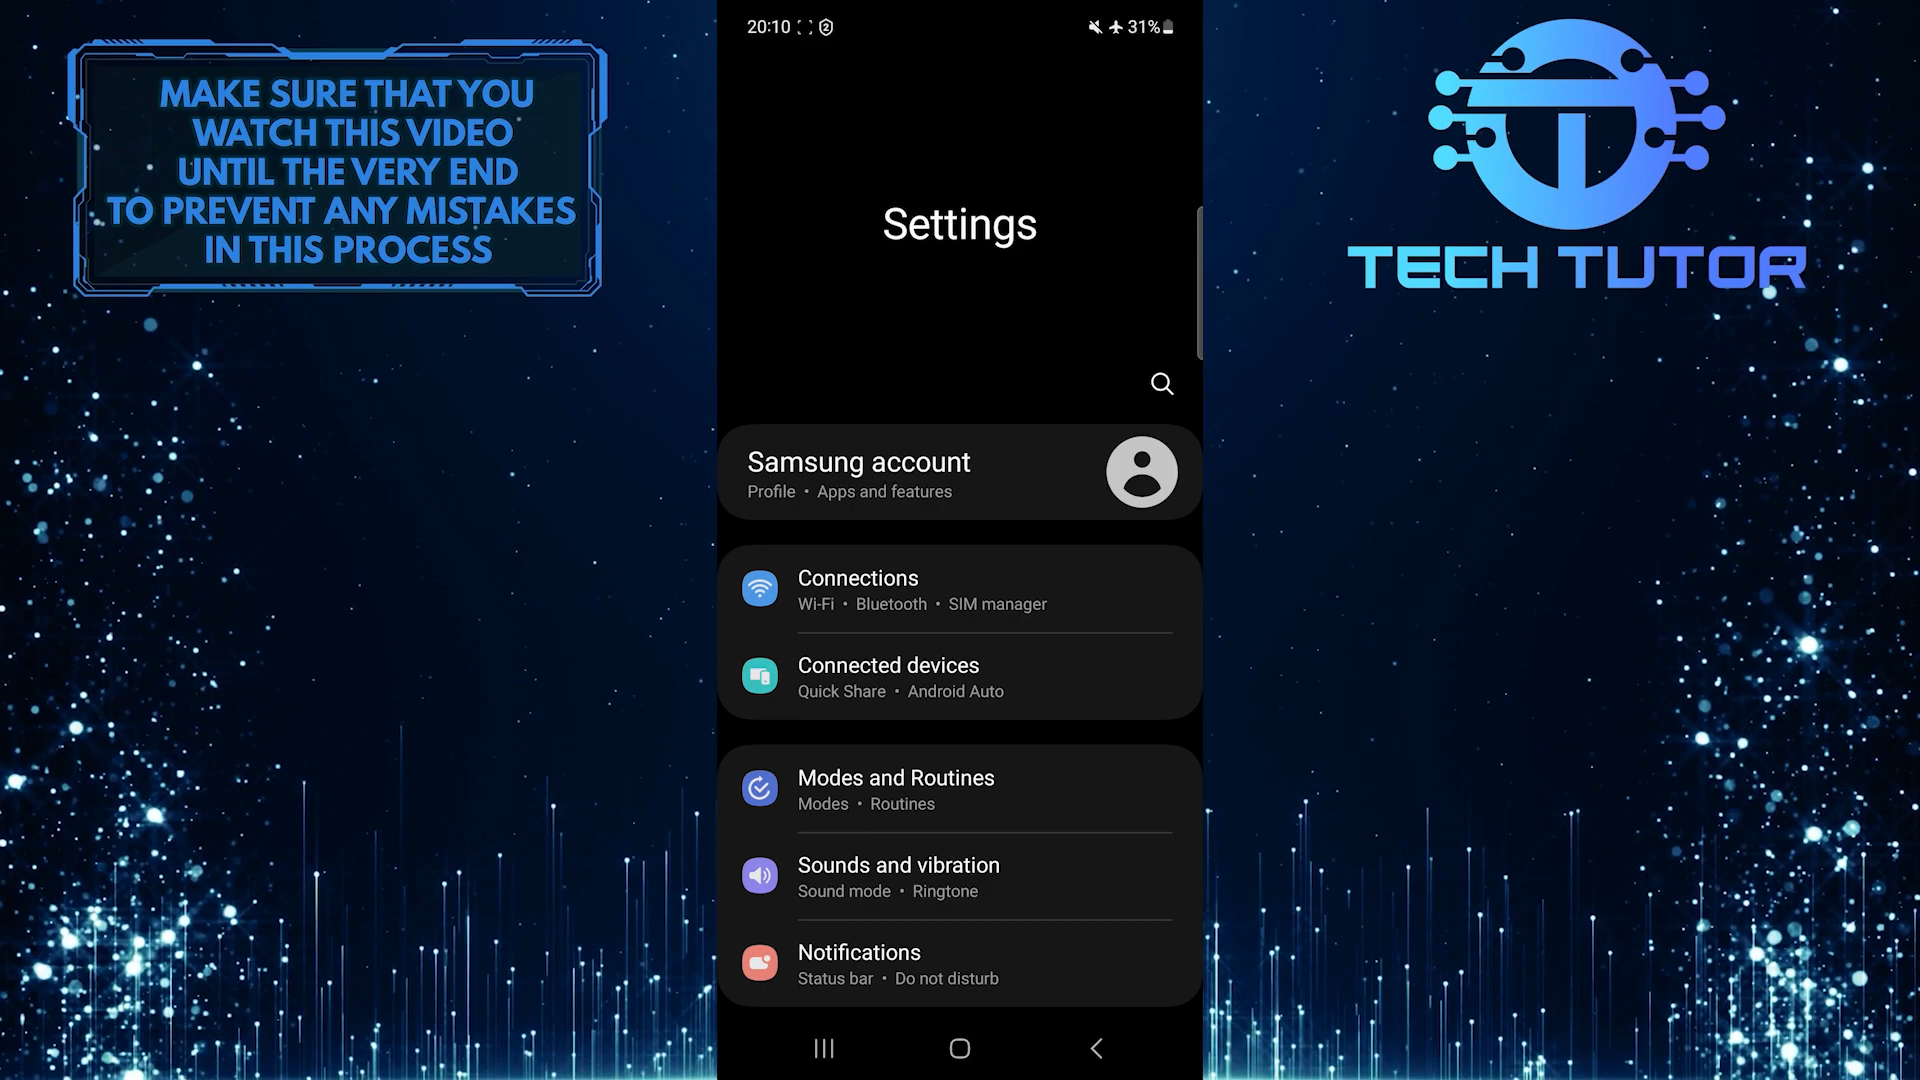 MAKE SURE THAT YOU
WATCH THIS VIDEO
UNTIL THE VERY END
TO PREVENT ANY MISTAKES
IN THIS PROCESS
20:10
31%
Settings
Samsung account
Profile • Apps and features
Connections
Wi-Fi • Bluetooth • SIM manager
Connected devices
Quick Share • Android Auto
Modes and Routines
Modes • Routines
Sounds and vibration
Sound mode • Ringtone
Notifications
Status bar • Do not disturb
TECH TUTOR